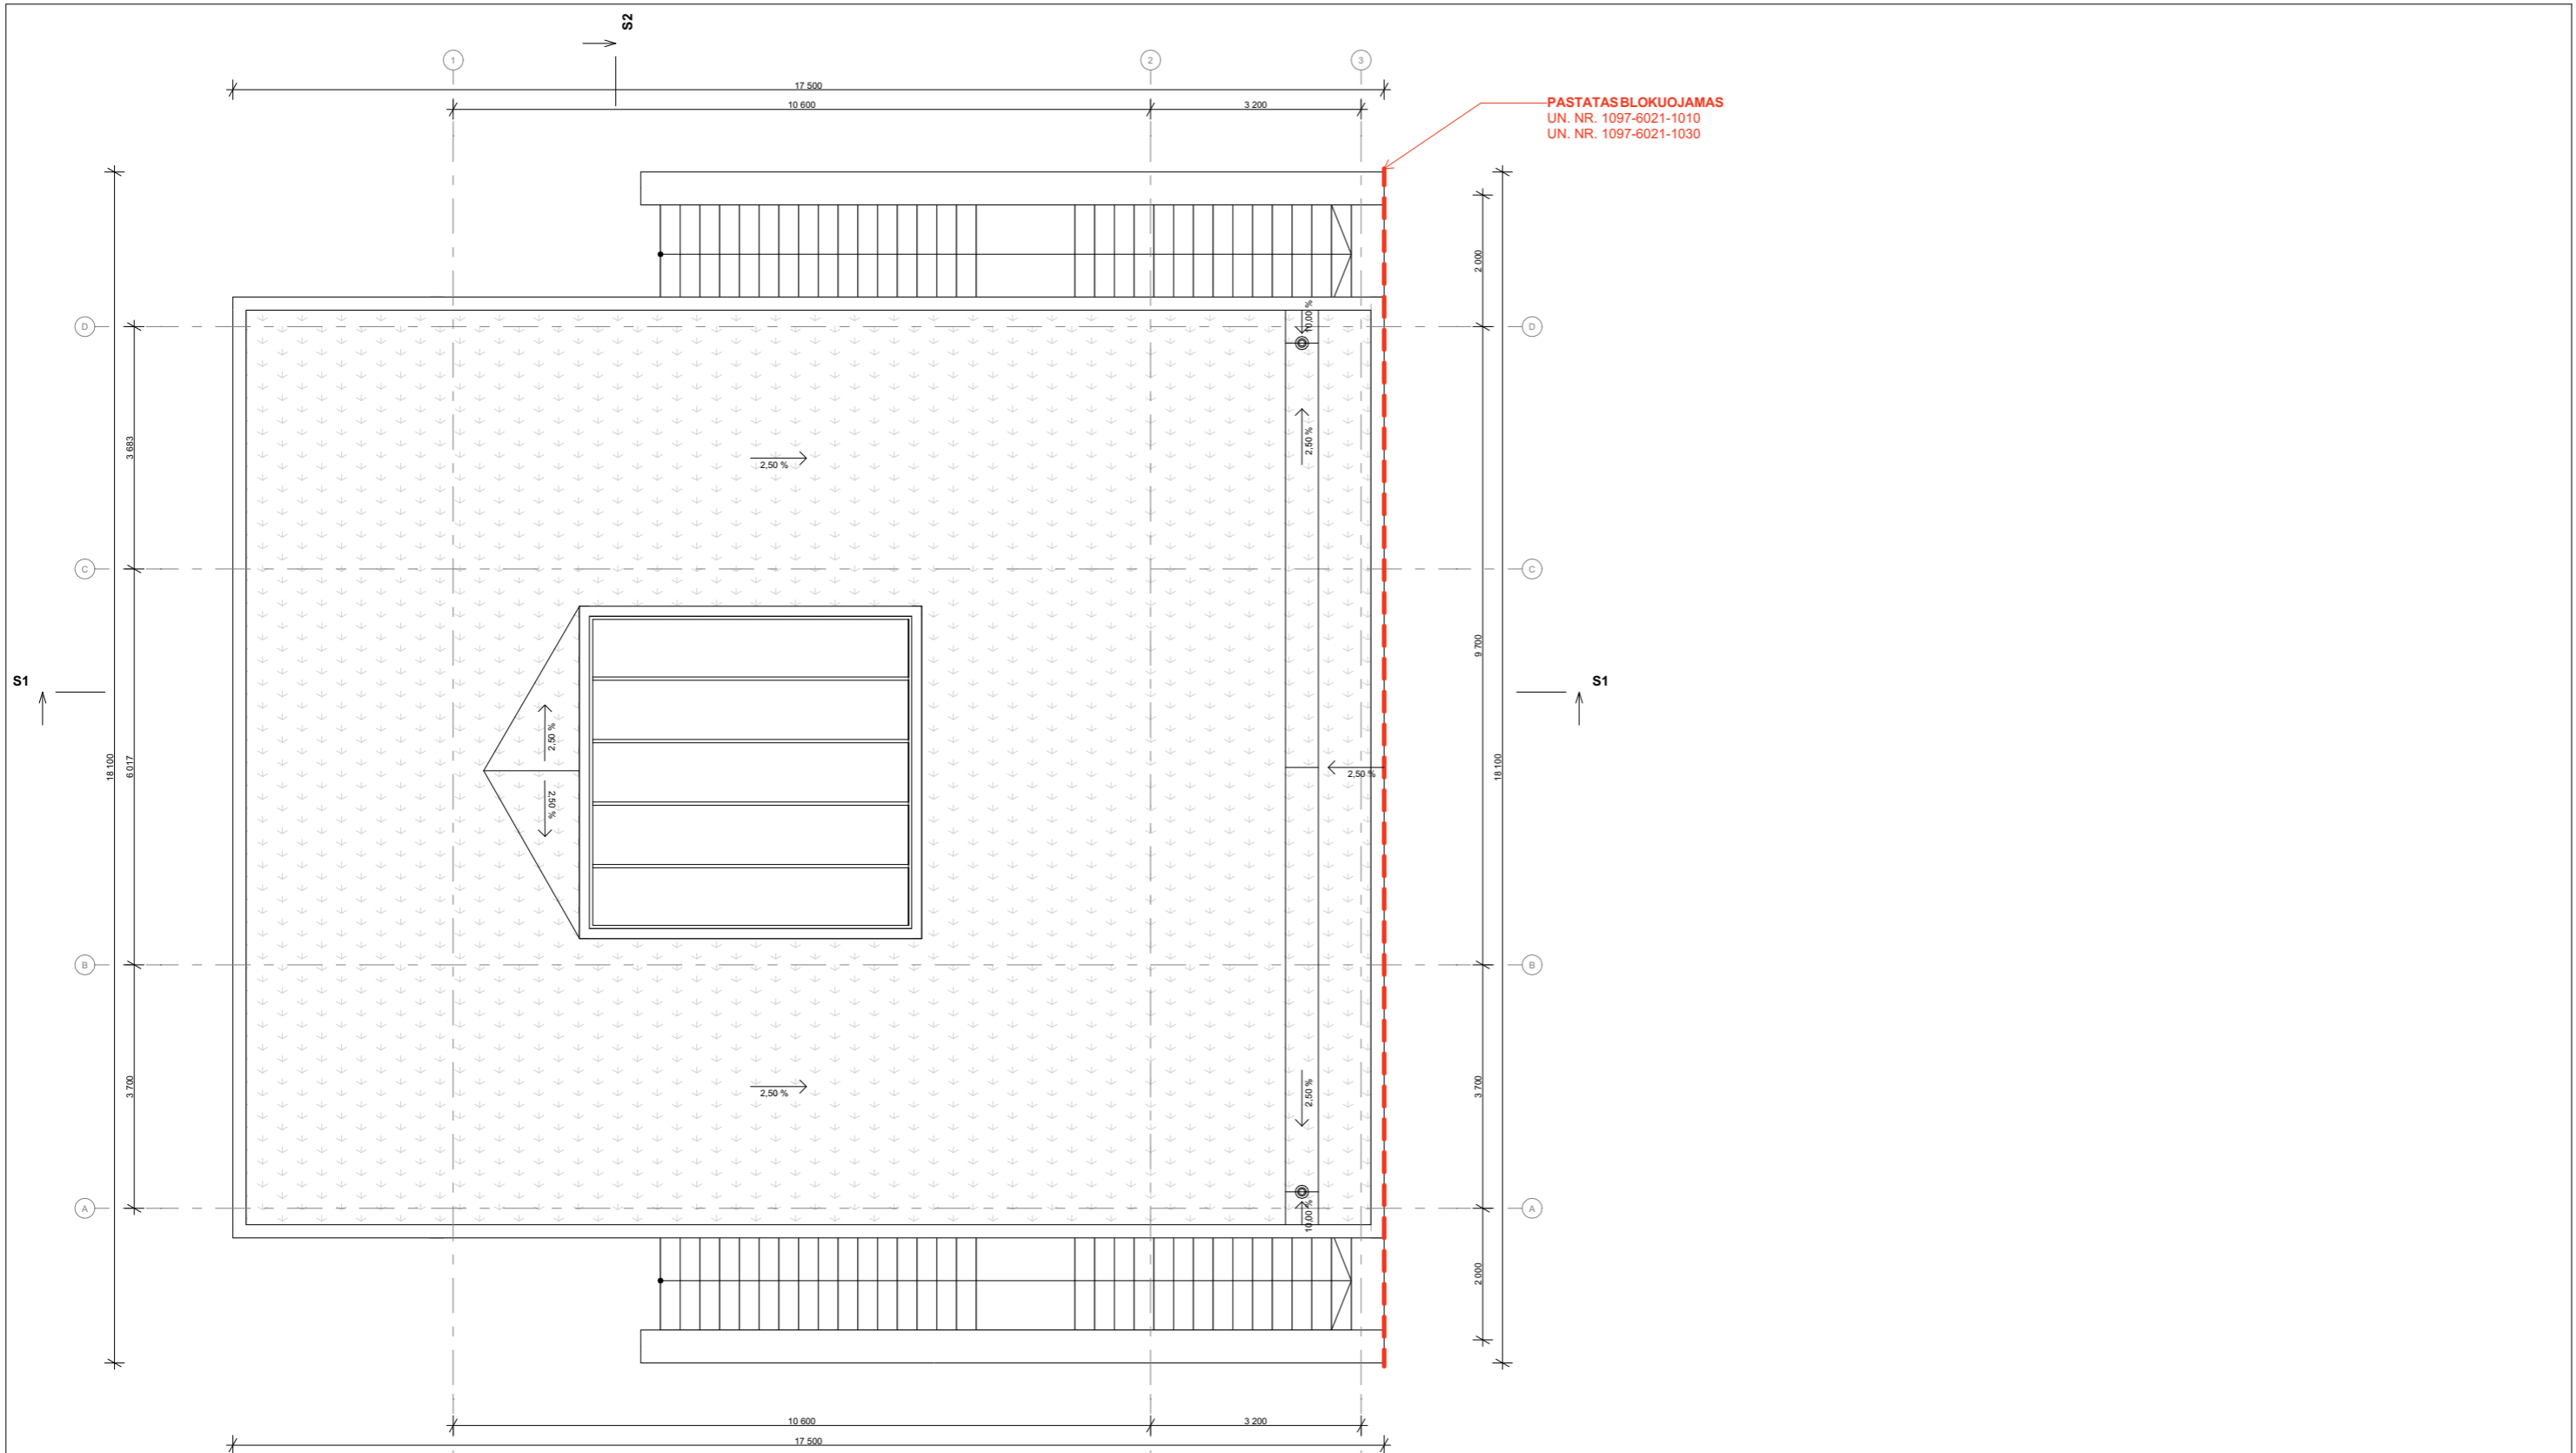 S2
1
2
3
17 500
10 600
3 200
PASTATAS BLOKUOJAMAS
UN. NR. 1097-6021-1010
UN. NR. 1097-6021-1030
2 000
10,00 %
D
D
3 683
2,50 %
2,50 %
C
C
9 700
S1
S1
2,50 %
18 100
6 017
18 100
2,50 %
2,50 %
B
B
3 700
3 700
2,50 %
2,50 %
A
A
10,00 %
2 000
10 600
3 200
17 500